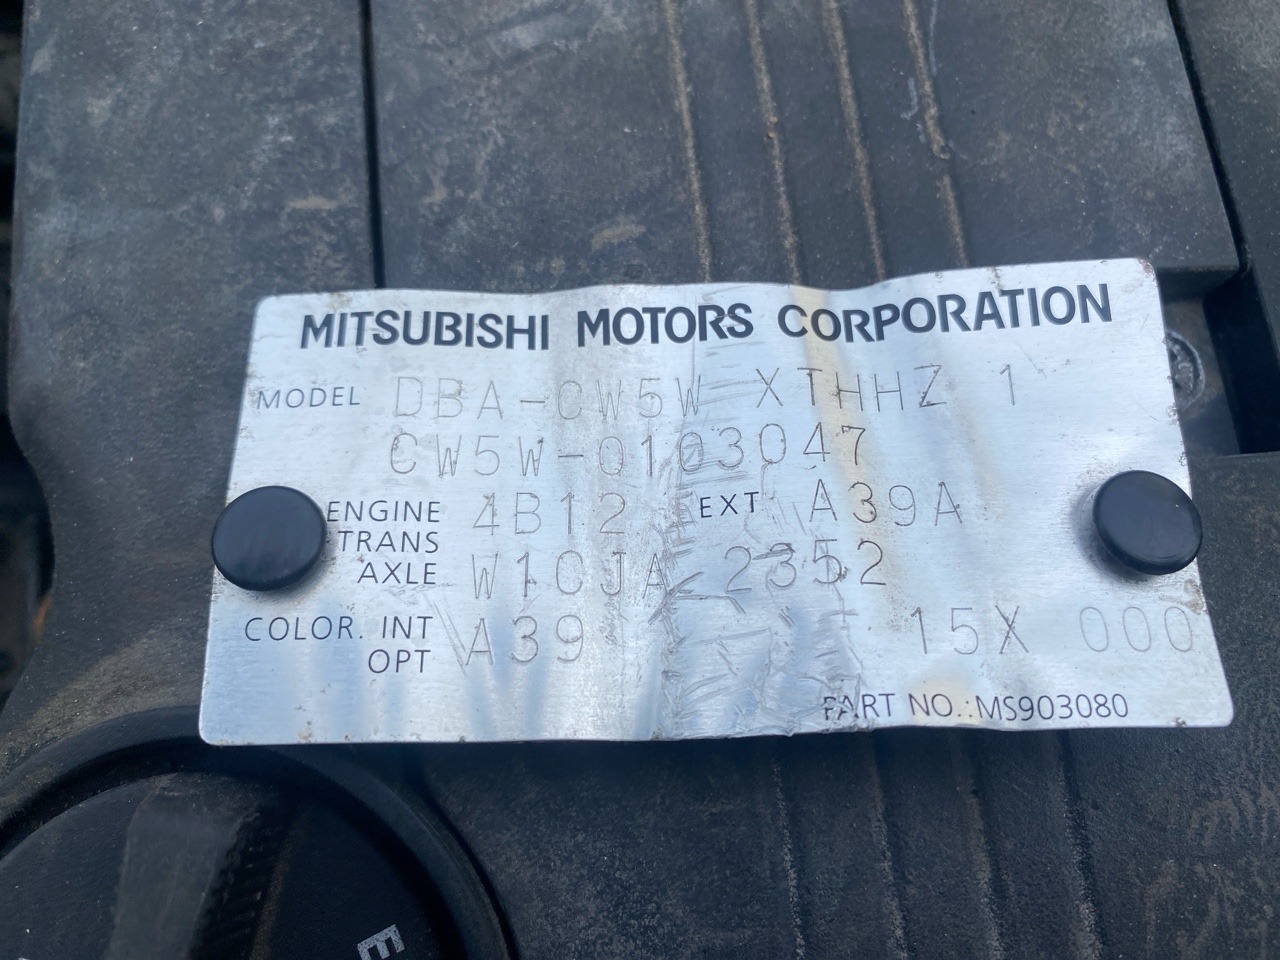 MITSUBISHI MOTORS CORPORATION
MODEL DBA-CW5W XTHHZ 1
CW5W-0103047
ENGINE 4B12 EXT A39A
TRANS
AXLE W1CJA 2352
COLOR. INT A39 15X 000
OPT
PART NO.:MS903080
E